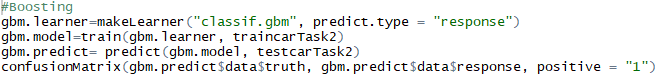 #Boosting
gbm.learner=makeLearner("classif.gbm", predict.type = "response")
gbm.model=train(gbm.learner, traincarTask2)
gbm.predict= predict(gbm.model, testcarTask2)
confusionMatrix(gbm.predict$data$truth, gbm.predict$data$response, positive = "1")